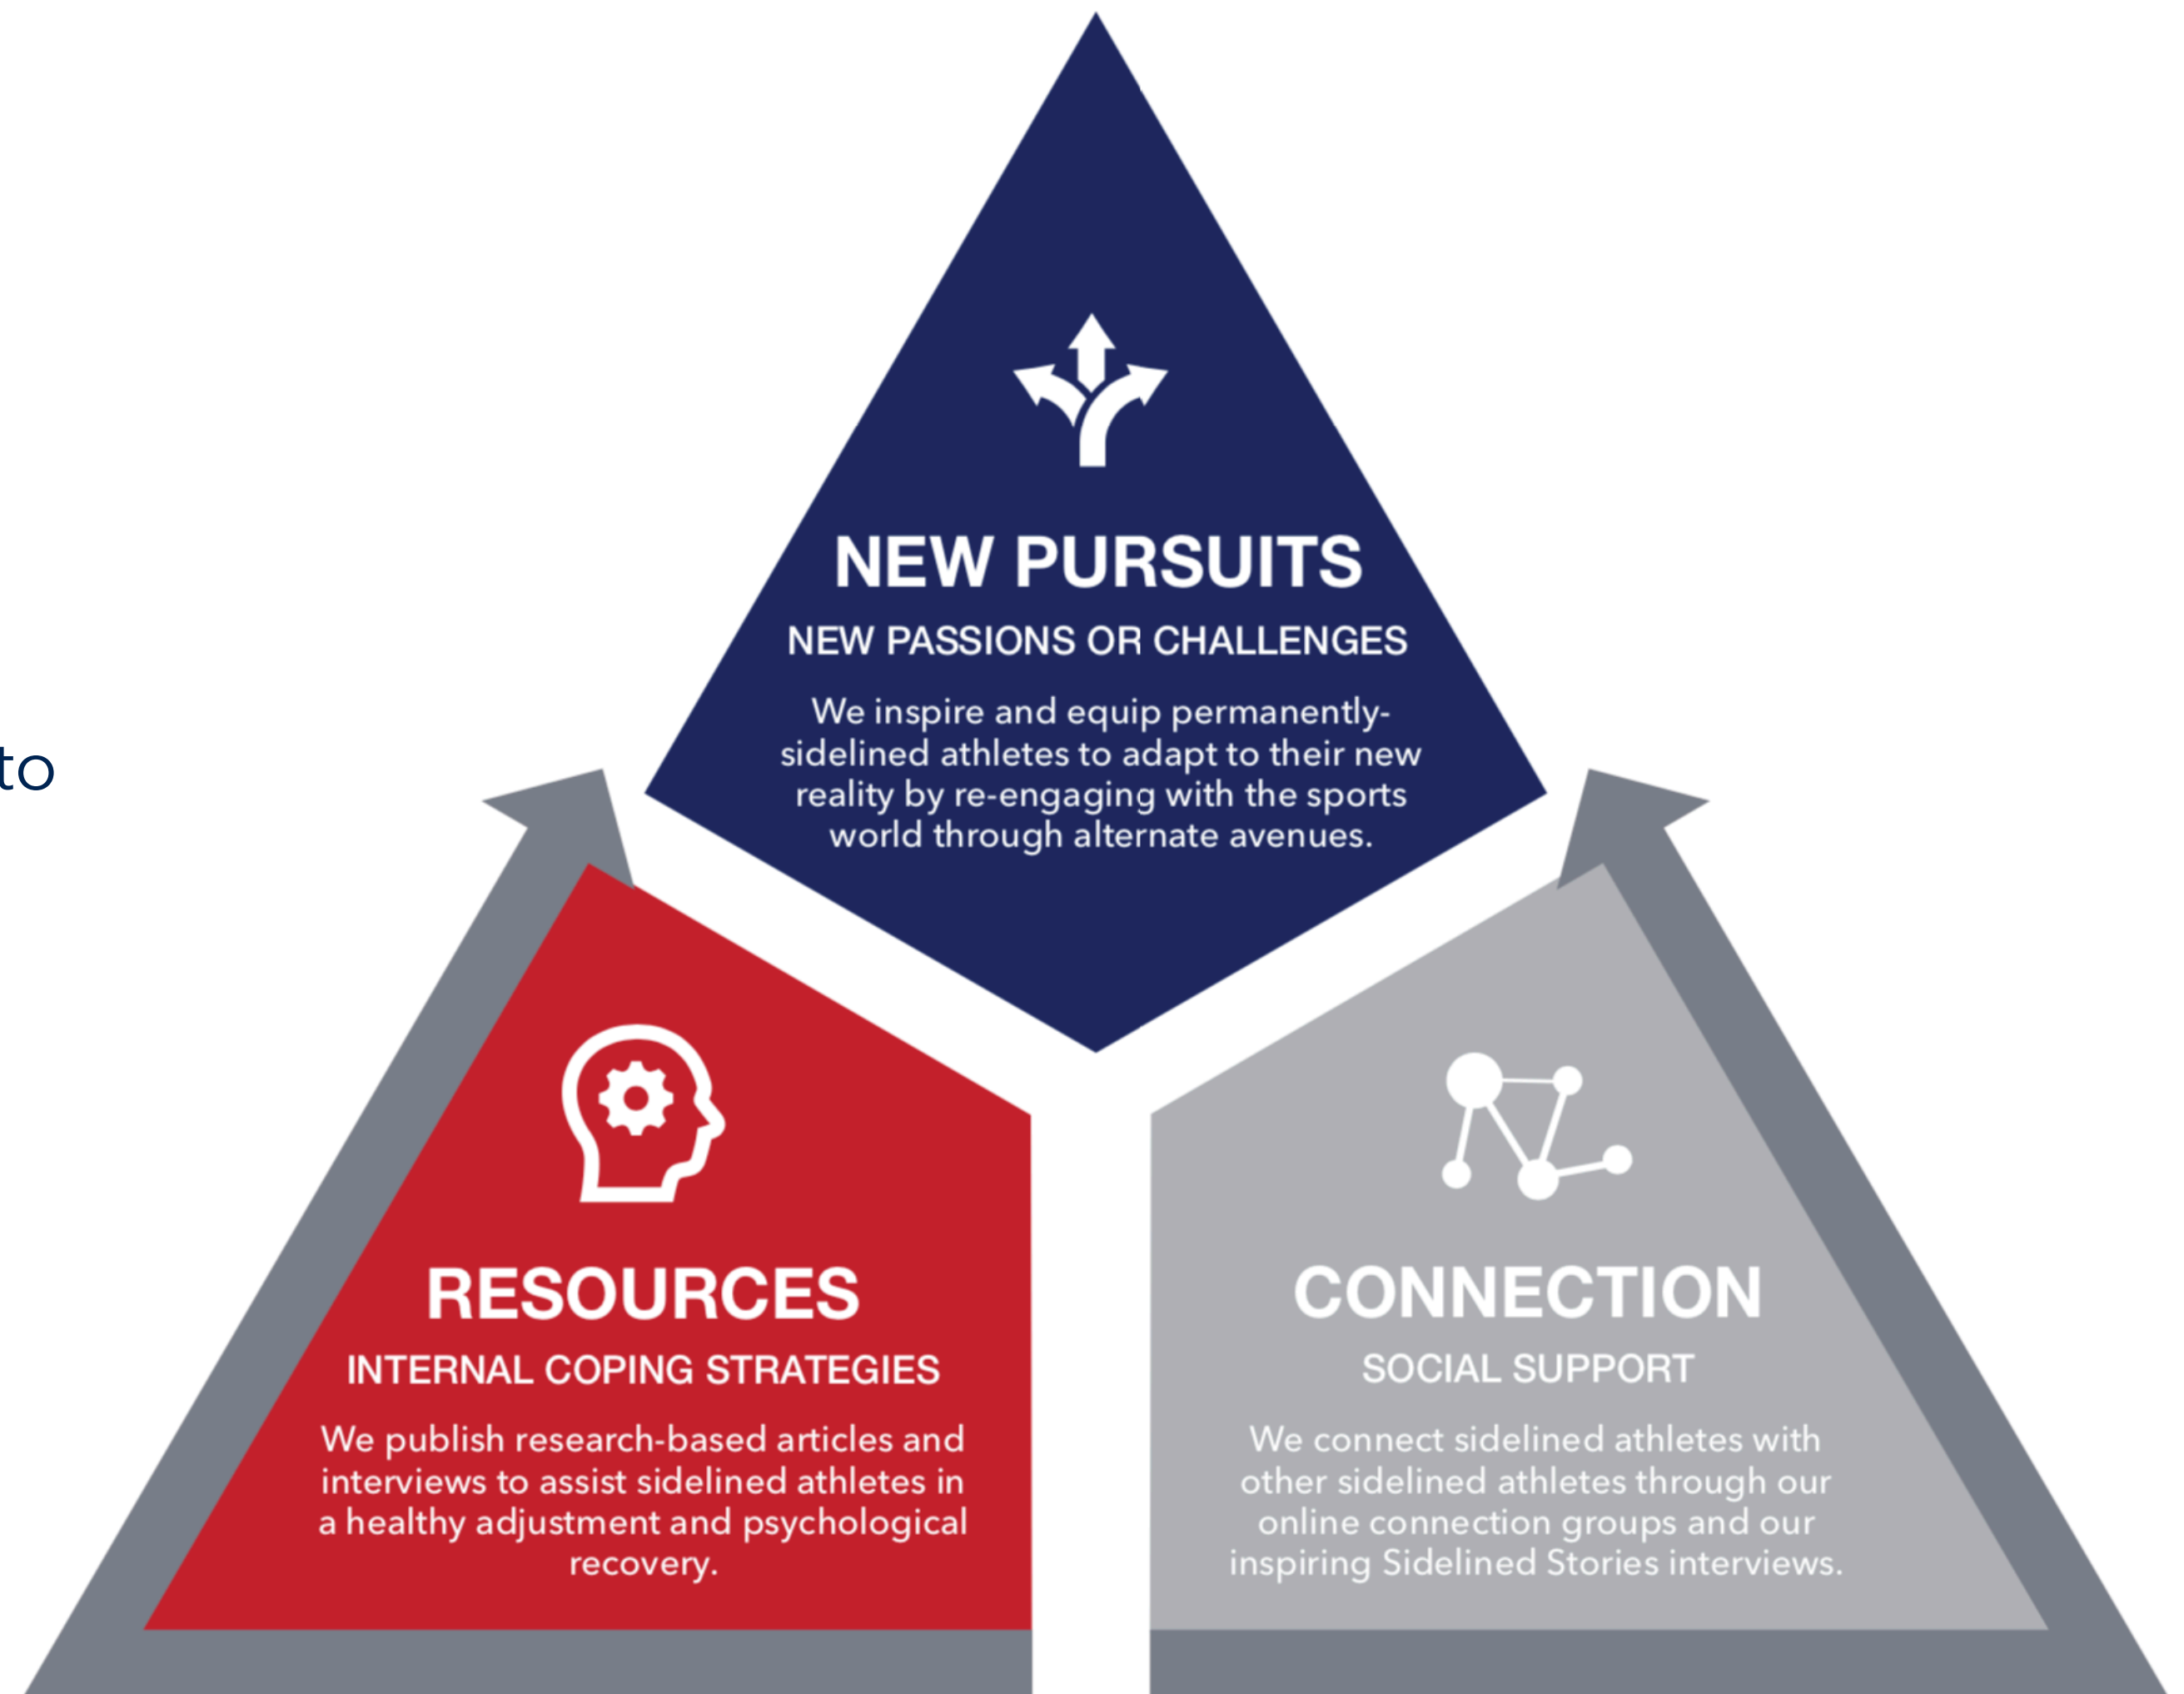 NEW PURSUITS
NEW PASSIONS OR CHALLENGES
We inspire and equip permanently-
sidelined athletes to adapt to their new
reality by re-engaging with the sports
world through alternate avenues.
to
RESOURCES
INTERNAL COPING STRATEGIES
We publish research-based articles and
interviews to assist sidelined athletes in
a healthy adjustment and psychological
recovery.
CONNECTION
SOCIAL SUPPORT
We connect sidelined athletes with
other sidelined athletes through our
online connection groups and our
inspiring Sidelined Stories interviews.